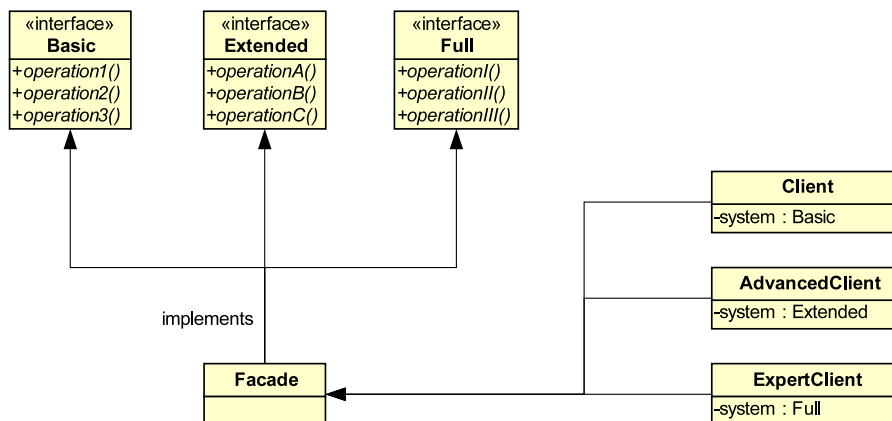 «interface»
Basic
+operation1()
+operation2()
+operation3()
«interface»
Extended
+operationA()
+operationB()
+operationC()
«interface»
Full
+operationI()
+operationII()
+operationIII()
Client
-system : Basic
AdvancedClient
-system : Extended
implements
Facade
ExpertClient
-system : Full